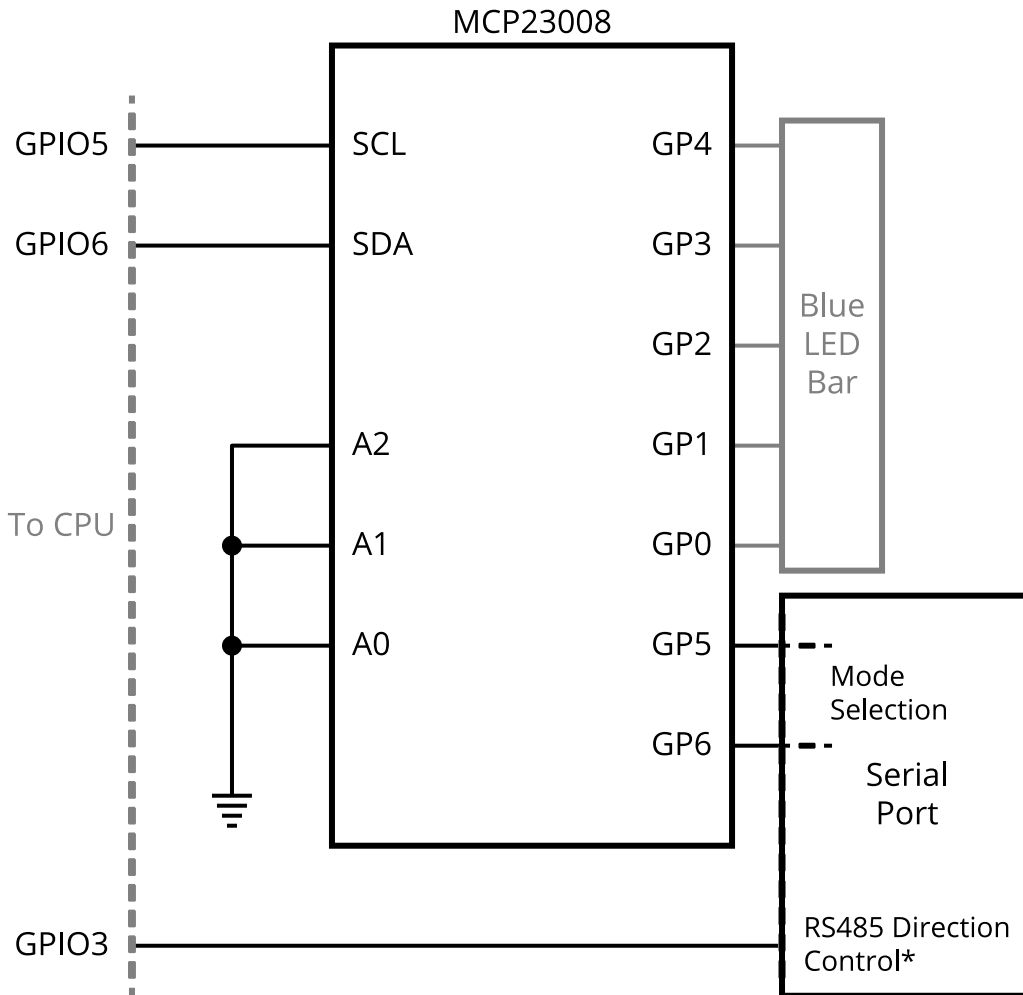 MCP23008
GPIO5
SCL
GP4
GPIO6
SDA
GP3
Blue
LED
Bar
GP2
A2
GP1
To CPU
A1
GP0
A0
GP5
Mode
Selection
GP6
Serial
Port
GPIO3
RS485 Direction
Control*